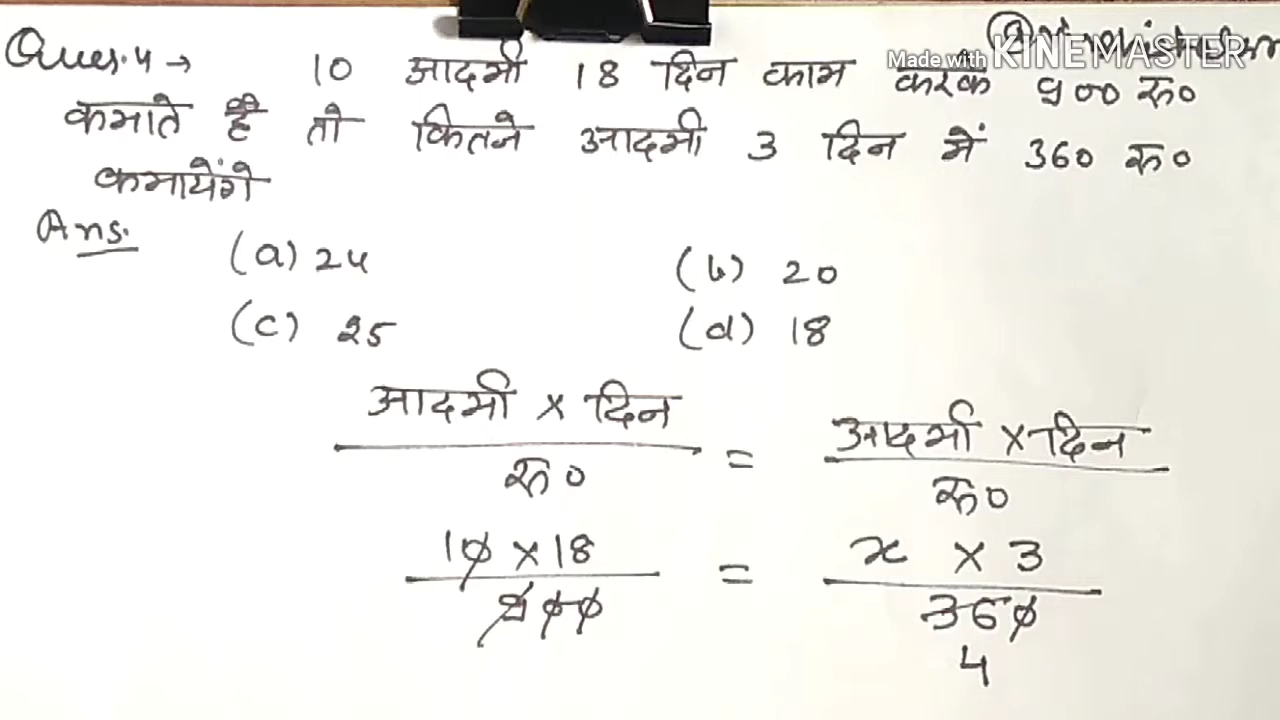 Made with KINEMASTER
Ques.4 → 10 आदमी 18 दिन काम करके 900 रु०
कमाते है तो कितने आदमी 3 दिन में 360 रु०
कमायेंगे
Ans.
(a) 24 (b) 20
(c) 25 (d) 18
आदमी × दिन = आदमी × दिन
रु० रु०
10 × 18 = x × 3
900 360
4